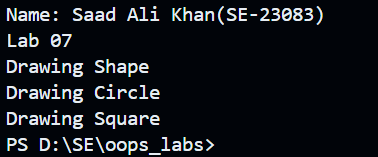 Name: Saad Ali Khan(SE-23083)
Lab 07
Drawing Shape
Drawing Circle
Drawing Square
PS D:\SE\oops_labs>